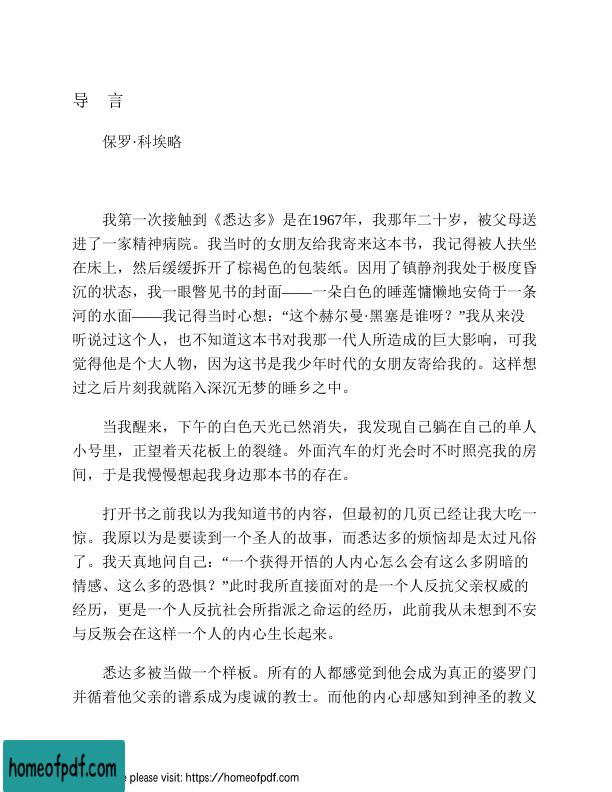 导 言
保罗·科埃略
我第一次接触到《悉达多》是在1967年，我那年二十岁，被父母送
进了一家精神病院。我当时的女朋友给我寄来这本书，我记得被人扶坐
在床上，然后缓缓拆开了棕褐色的包装纸。因用了镇静剂我处于极度昏
沉的状态，我一眼瞥见书的封面——一朵白色的睡莲慵懒地安倚于一条
河的水面——我记得当时心想：“这个赫尔曼·黑塞是谁呀？”我从来没
听说过这个人，也不知道这本书对我那一代人所造成的巨大影响，可我
觉得他是个大人物，因为这书是我少年时代的女朋友寄给我的。这样想
过之后片刻我就陷入深沉无梦的睡乡之中。
当我醒来，下午的白色天光已然消失，我发现自己躺在自己的单人
小号里，正望着天花板上的裂缝。外面汽车的灯光会时不时照亮我的房
间，于是我慢慢想起我身边那本书的存在。
打开书之前我以为我知道书的内容，但最初的几页已经让我大吃一
惊。我原以为是要读到一个圣人的故事，而悉达多的烦恼却是太过凡俗
了。我天真地问自己：“一个获得开悟的人内心怎么会有这么多阴暗的
情感、这么多的恐惧？”此时我所直接面对的是一个人反抗父亲权威的
经历，更是一个人反抗社会所指派之命运的经历，此前我从未想到不安
与反叛会在这样一个人的内心生长起来。
悉达多被当做一个样板。所有的人都感觉到他会成为真正的婆罗门
并循着他父亲的谱系成为虔诚的教士。而他的内心却感知到神圣的教义
homeofpdf.com
e please visit: https://homeofpdf.com